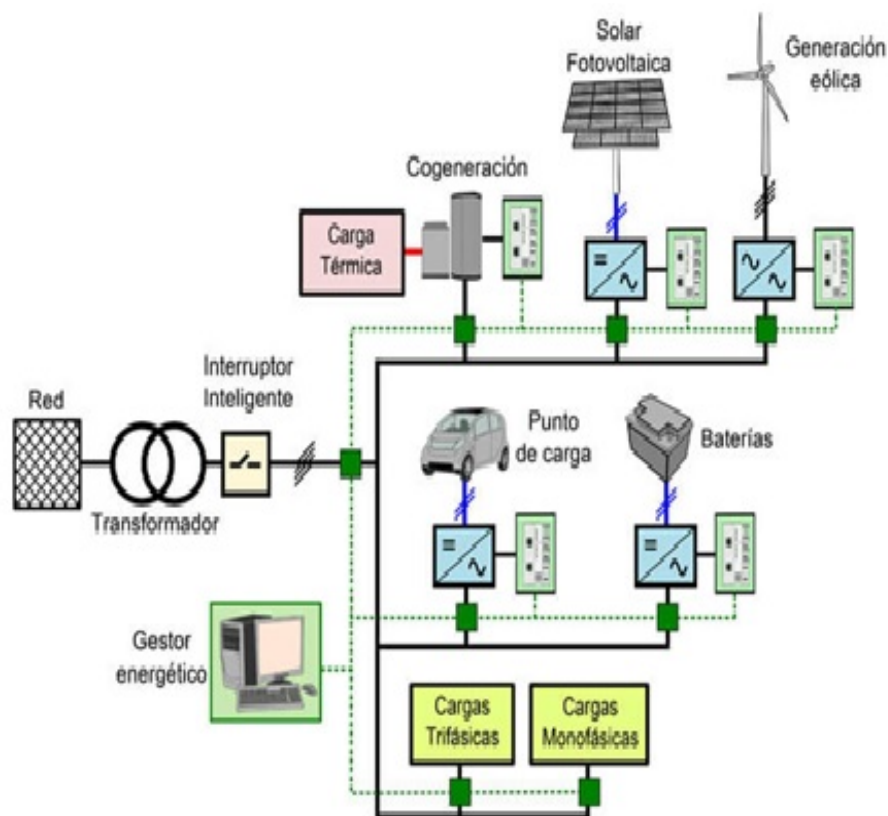 Solar
Fotovoltaica
Generación
eólica
Cogeneración
Carga
Térmica
Interruptor
Inteligente
Red
Transformador
Punto
de carga
Baterías
Gestor
energético
Cargas
Trifásicas
Cargas
Monofásicas